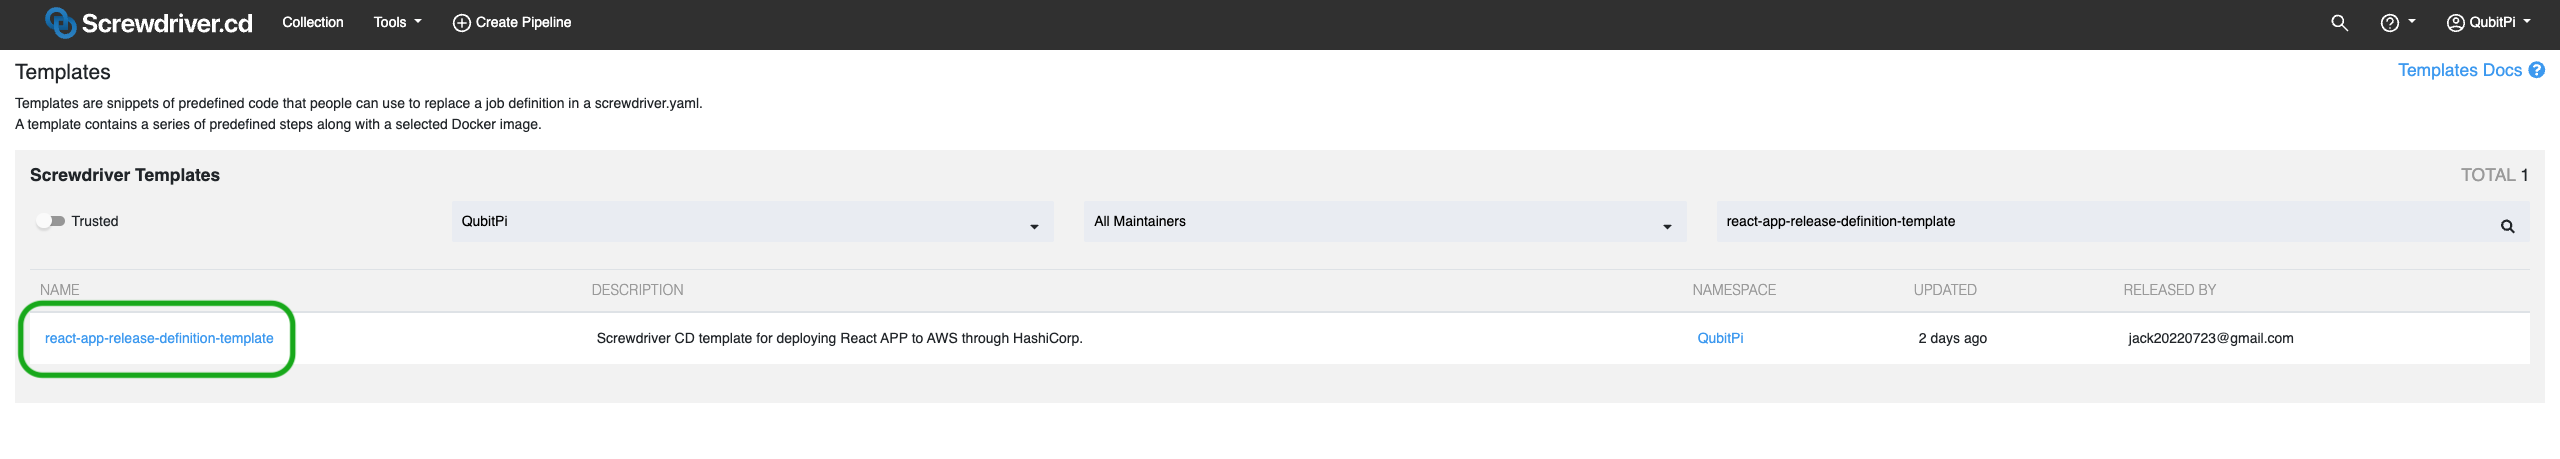 Screwdriver.cd Collection Tools Create Pipeline QubitPi
Templates Templates Docs
Templates are snippets of predefined code that people can use to replace a job definition in a screwdriver.yaml.
A template contains a series of predefined steps along with a selected Docker image.
Screwdriver Templates TOTAL 1
Trusted QubitPi All Maintainers react-app-release-definition-template
NAME DESCRIPTION NAMESPACE UPDATED RELEASED BY
react-app-release-definition-template Screwdriver CD template for deploying React APP to AWS through HashiCorp. QubitPi 2 days ago jack20220723@gmail.com